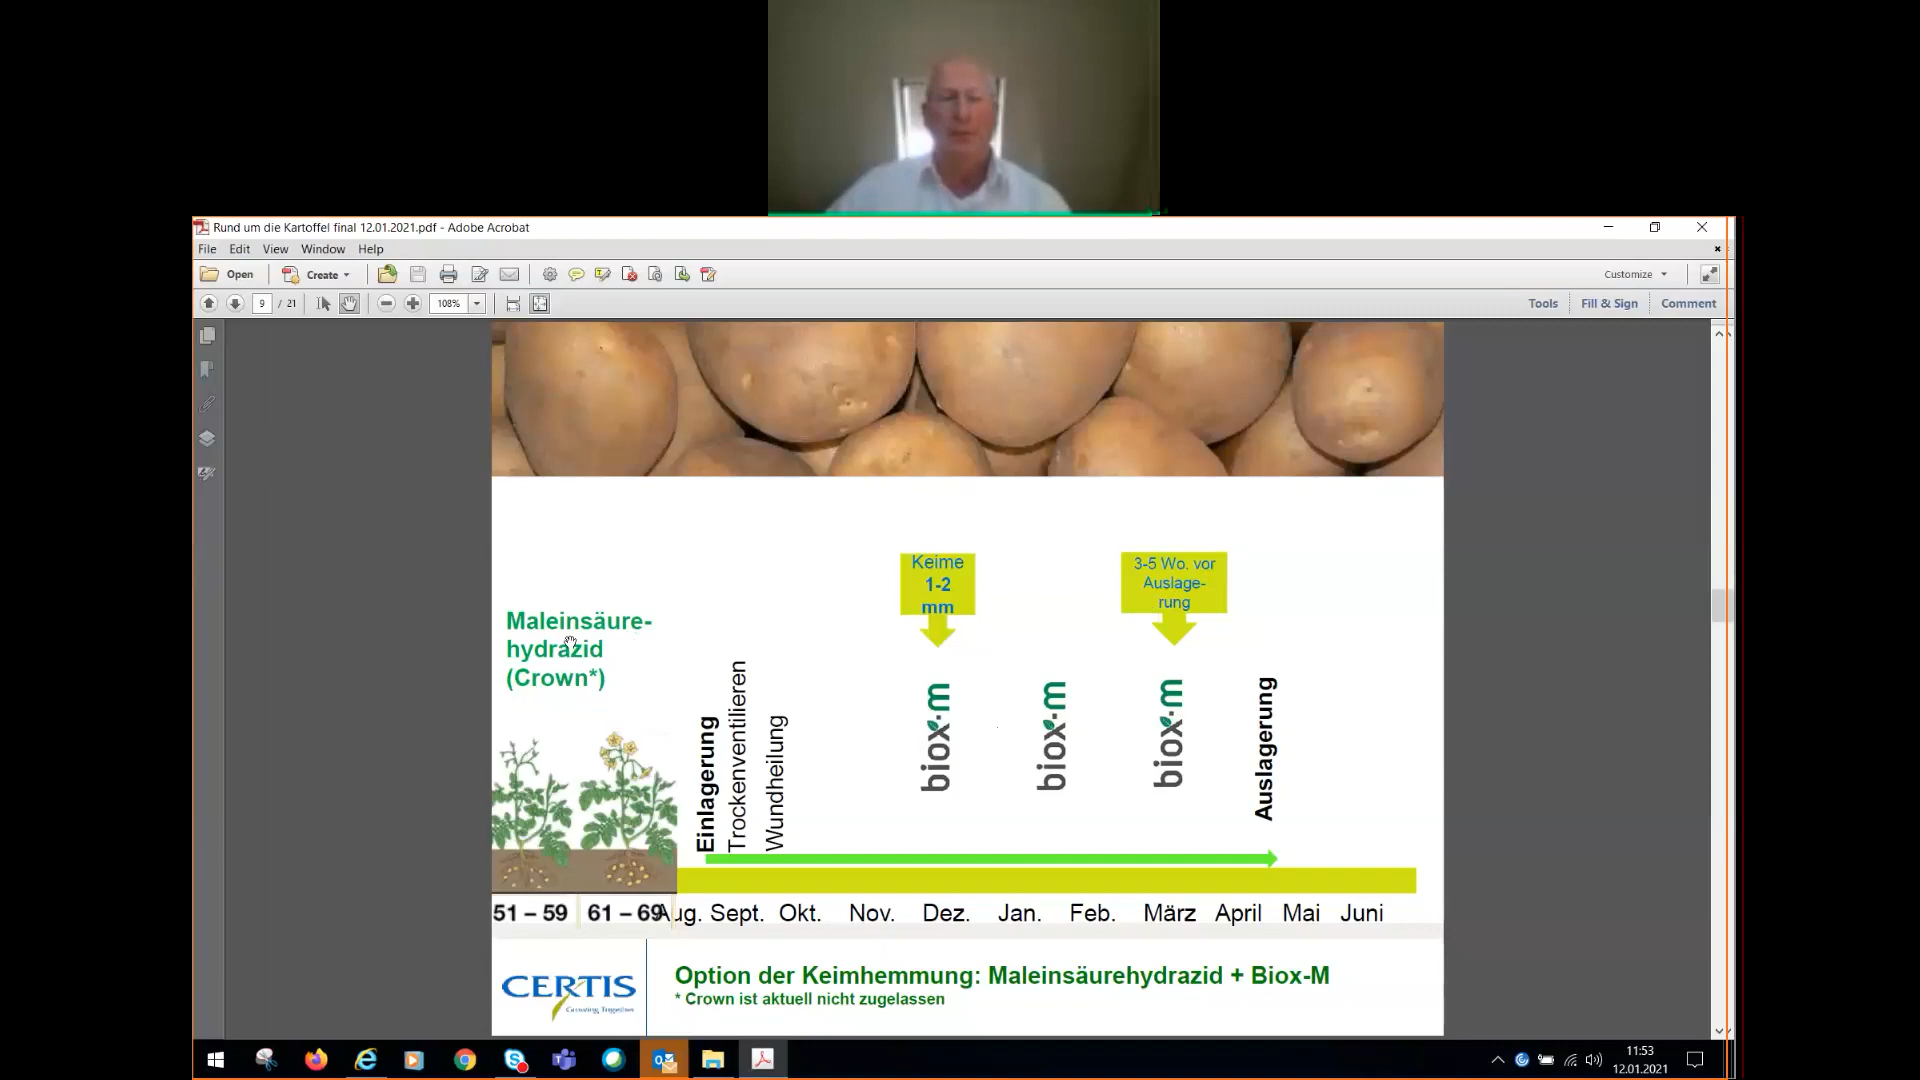 Rund um die Kartoffel final 12.01.2021.pdf - Adobe Acrobat
File Edit View Window Help
Open Create Customize
9 / 21 108% Tools Fill & Sign Comment
Keime
1-2
mm
3-5 Wo. vor
Auslage-
rung
Maleinsäure-
hydrazid
(Crown*)
Einlagerung
Trockenventilieren
Wundheilung
biox-m
biox-m
biox-m
Auslagerung
51 – 59 61 – 69 Aug. Sept. Okt. Nov. Dez. Jan. Feb. März April Mai Juni
CERTIS
Growing Together
Option der Keimhemmung: Maleinsäurehydrazid + Biox-M
* Crown ist aktuell nicht zugelassen
11:53
12.01.2021